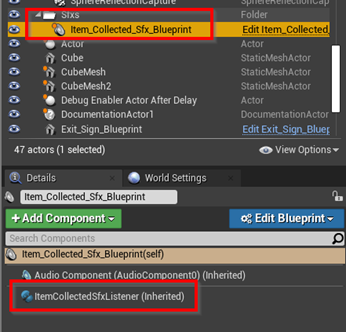 SphereReflectionCapture
Sfxs Folder
Item_Collected_Sfx_Blueprint Edit Item_Collected_
Actor Actor
Cube StaticMeshActor
CubeMesh StaticMeshActor
CubeMesh2 StaticMeshActor
Debug Enabler Actor After Delay Actor
DocumentationActor1 DocumentationActor
Exit_Sign_Blueprint Edit Exit_Sign_Bluep
47 actors (1 selected) View Options
Details World Settings
Item_Collected_Sfx_Blueprint
Add Component Edit Blueprint
Search Components
Item_Collected_Sfx_Blueprint(self)
Audio Component (AudioComponent0) (Inherited)
ItemCollectedSfxListener (Inherited)